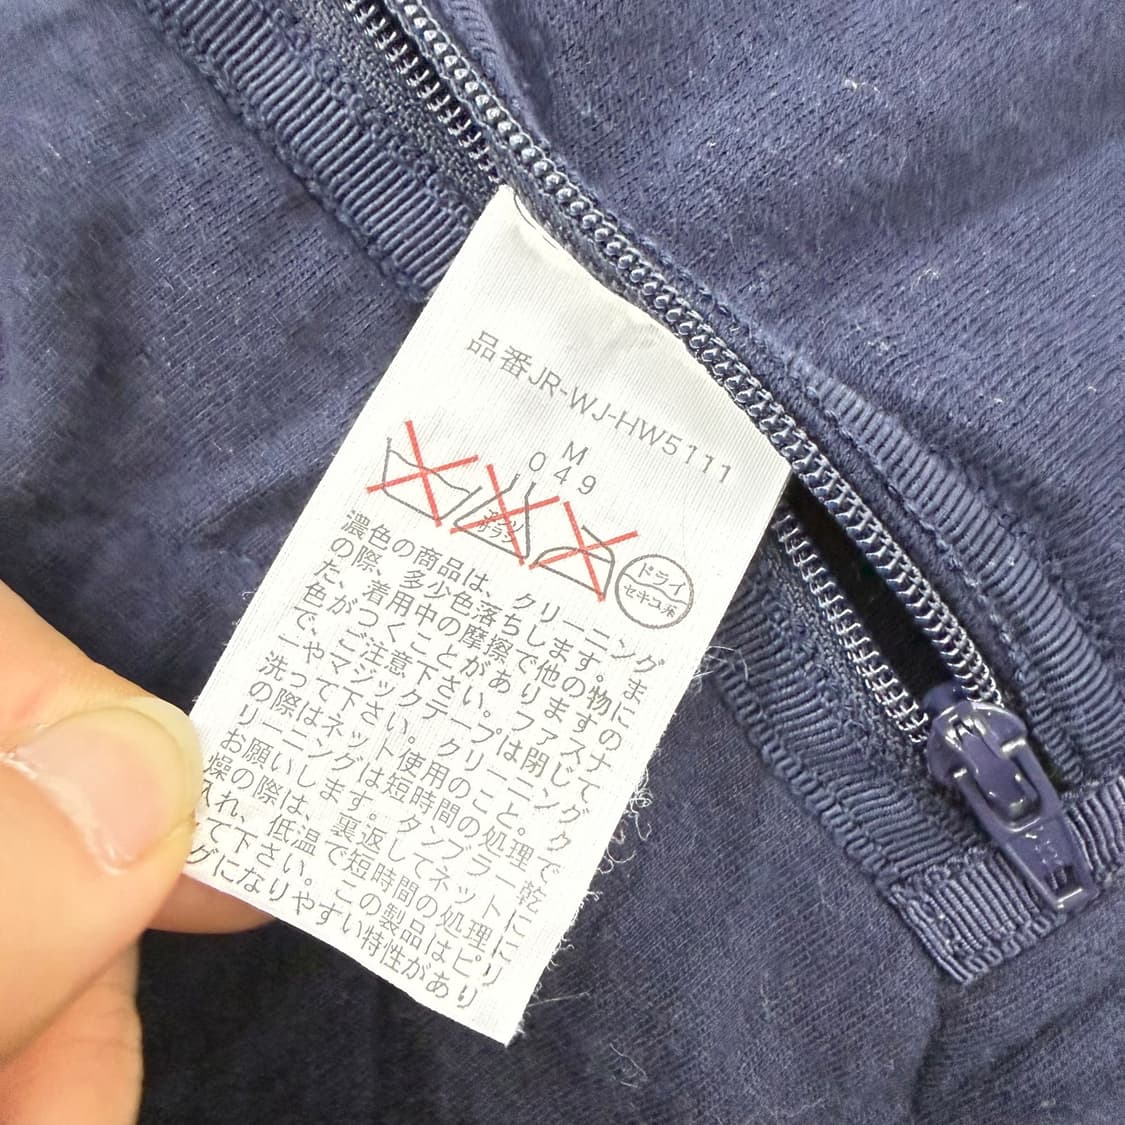 品番JR-WJ-HW5111
M
049
ドライ
セキユ系
濃色の商品は、クリーニング
の際、多少色落ちします。ま
た、着用中の摩擦で他の物に
色がつくことがありますの
で、ご注意下さい。ファスナ
ーやマジックテープは閉じて
洗って下さい。クリーニング
の際はネット使用のこと。ク
リーニングは短時間の処理で
お願いします。タンブラー乾
燥の際は、裏返してネットに
入れ、低温で短時間の処理に
て下さい。この製品はピリ
グになりやすい特性があり